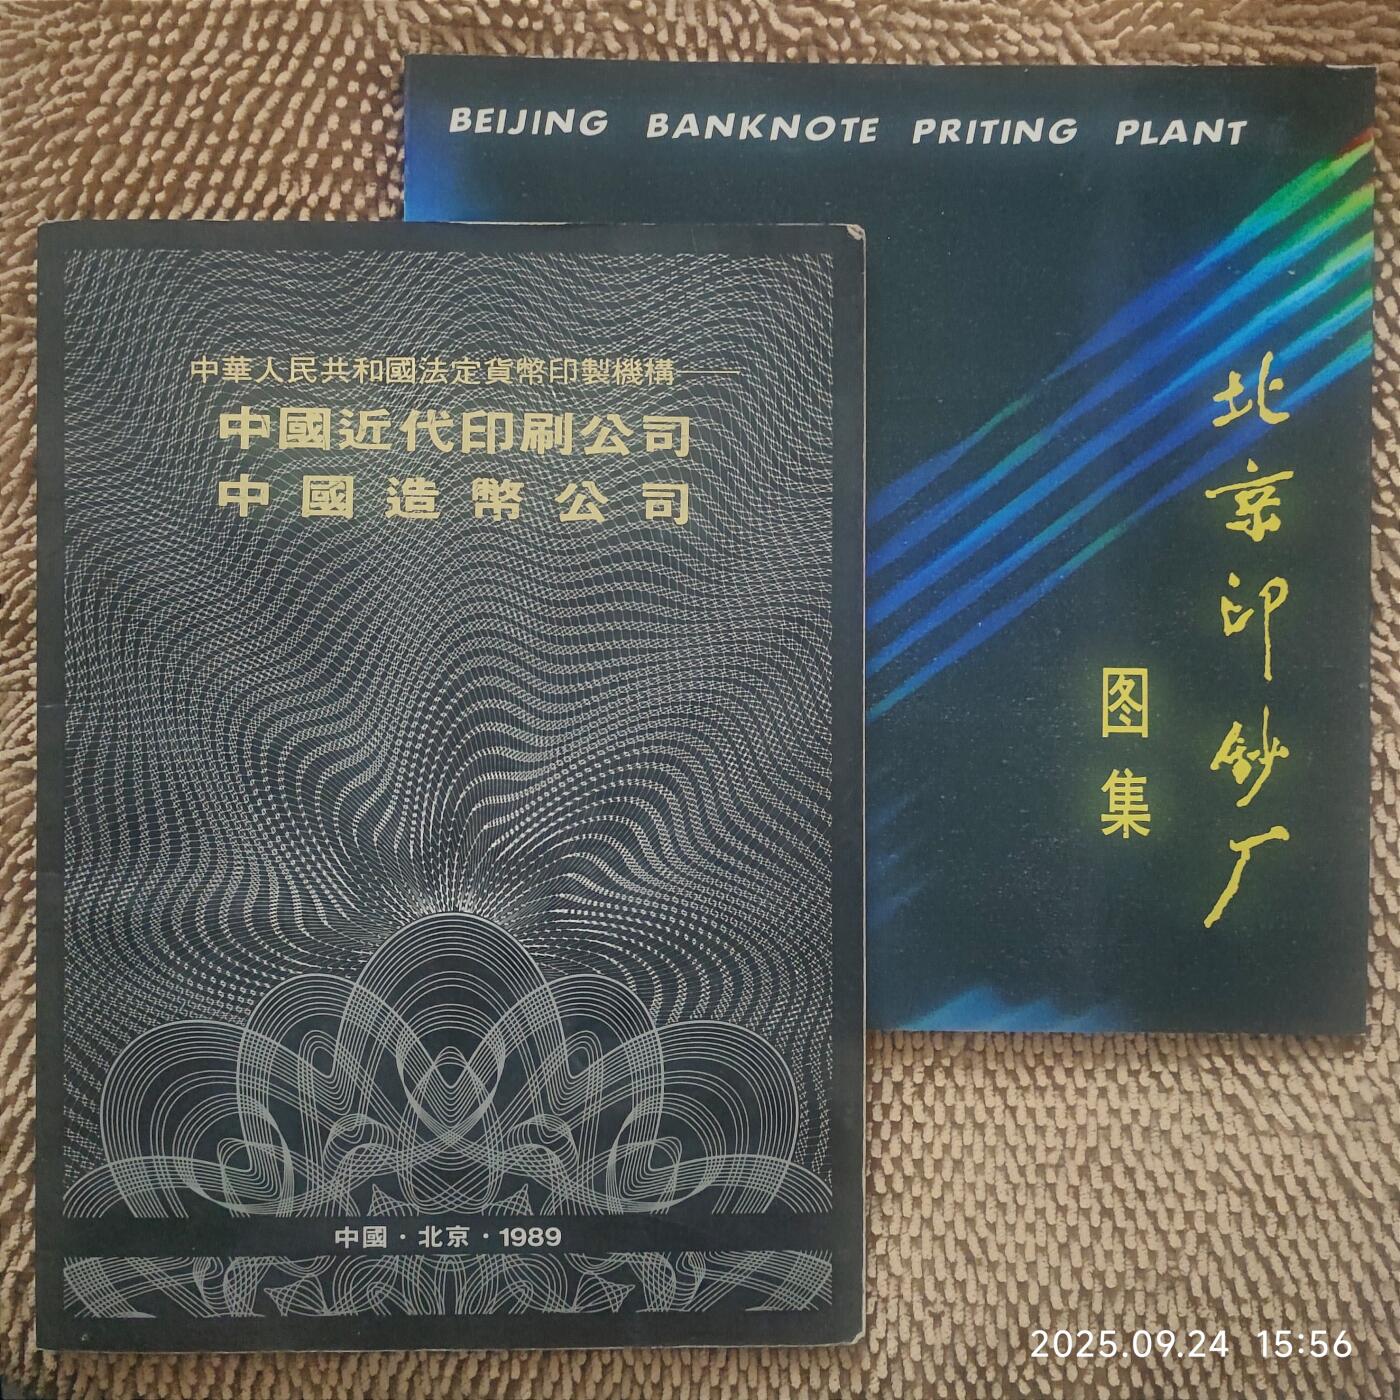 BEIJING BANKNOTE PRITING PLANT
北京印鈔厂
图集
中華人民共和國法定貨幣印製機構——
中國近代印刷公司
中國造幣公司
中國·北京·1989
2025.09.24 15:56